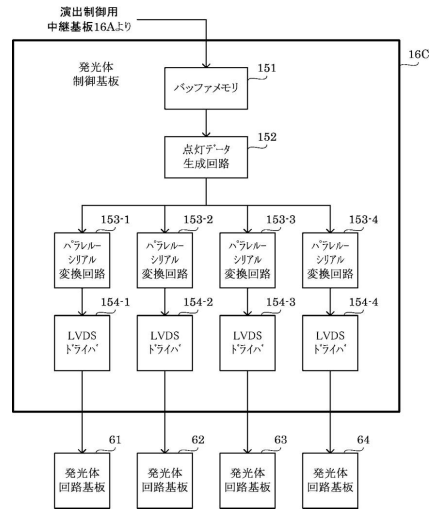 演出制御用
中継基板16Aより
発光体
制御基板
16C
151
バッファメモリ
152
点灯データ
生成回路
153-1
153-2
153-3
153-4
パラレル－
シリアル
変換回路
パラレル－
シリアル
変換回路
パラレル－
シリアル
変換回路
パラレル－
シリアル
変換回路
154-1
154-2
154-3
154-4
LVDS
ドライバ
LVDS
ドライバ
LVDS
ドライバ
LVDS
ドライバ
61
62
63
64
発光体
回路基板
発光体
回路基板
発光体
回路基板
発光体
回路基板